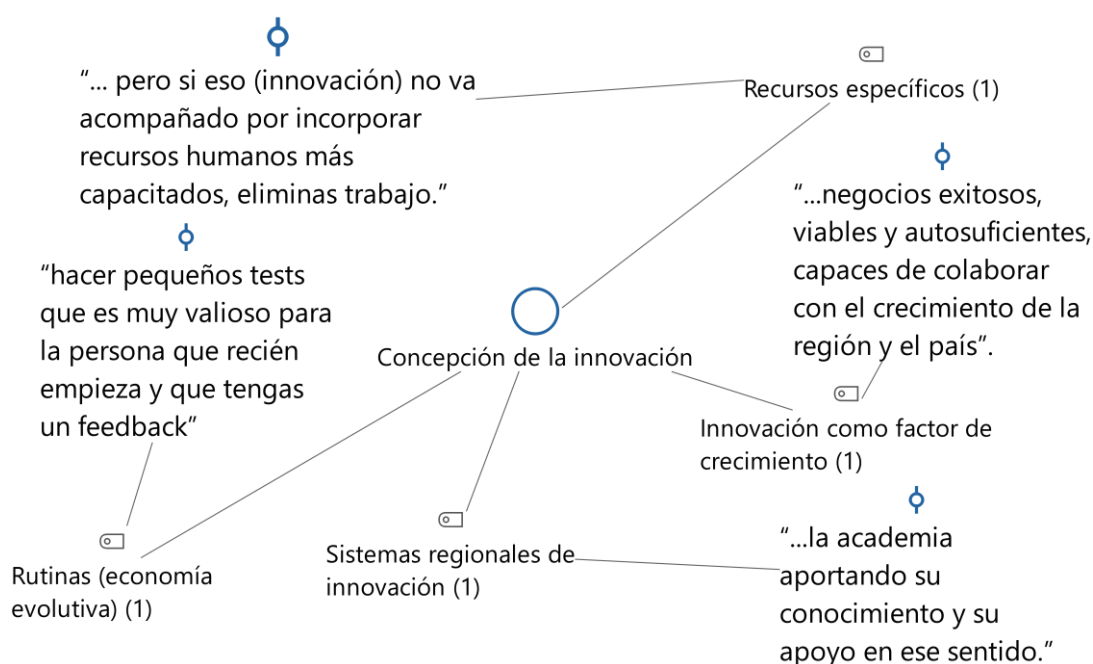 "... pero si eso (innovación) no va
acompañado por incorporar
recursos humanos más
capacitados, eliminas trabajo."
Recursos específicos (1)
"...negocios exitosos,
viables y autosuficientes,
capaces de colaborar
con el crecimiento de la
región y el país".
"hacer pequeños tests
que es muy valioso para
la persona que recién
empieza y que tengas
un feedback"
Concepción de la innovación
Innovación como factor de
crecimiento (1)
Rutinas (economía
evolutiva) (1)
Sistemas regionales de
innovación (1)
"...la academia
aportando su
conocimiento y su
apoyo en ese sentido."